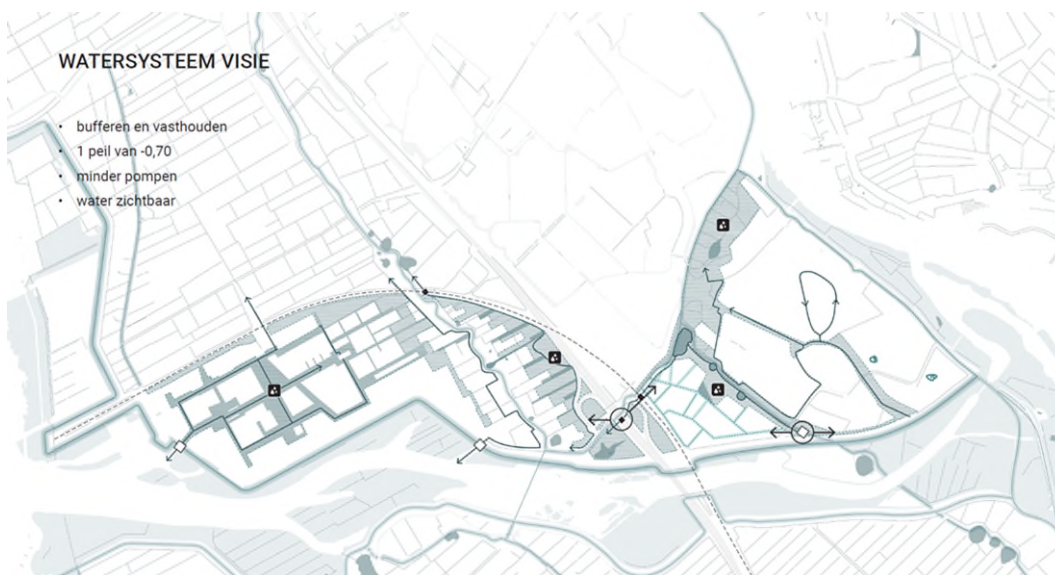 WATERSYSTEEM VISIE
• bufferen en vasthouden
• 1 peil van -0,70
• minder pompen
• water zichtbaar